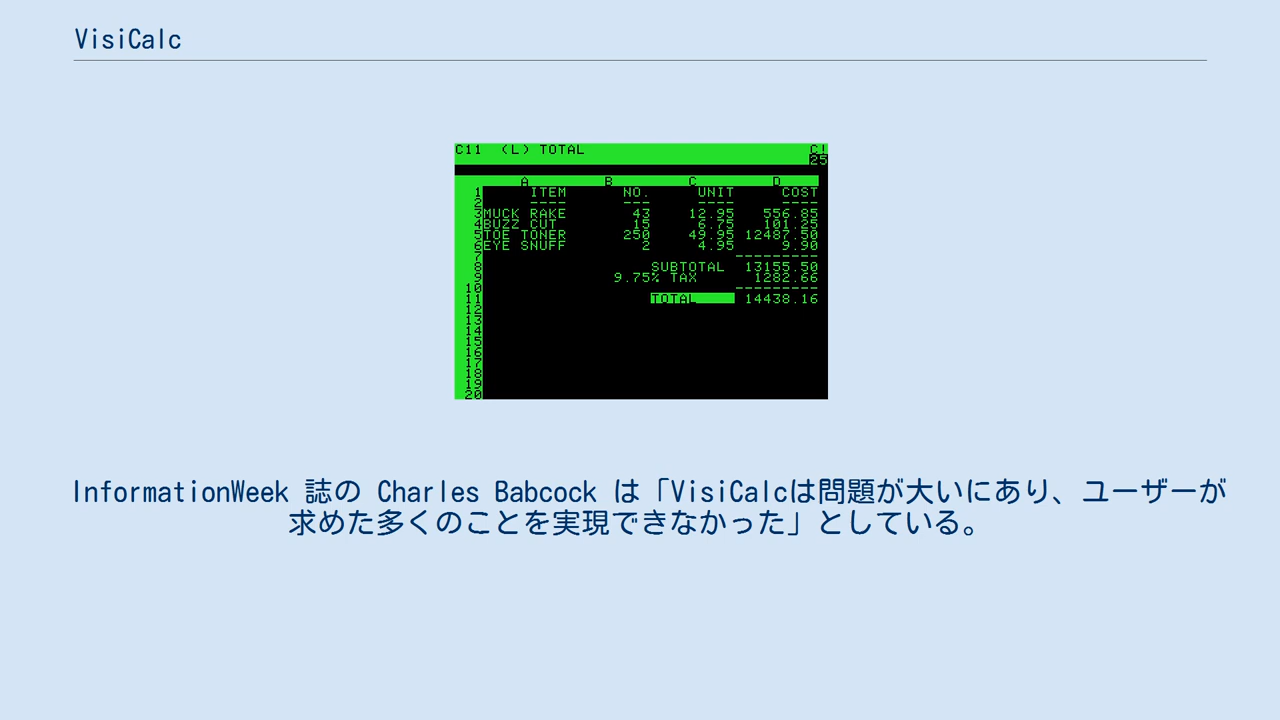 VisiCalc
C11 (L) TOTAL C!
25
A B C D
1 ITEM NO. UNIT COST
2 ---- --- ---- ----
3 MUCK RAKE 43 12.95 556.85
4 BUZZ CUT 15 6.75 101.25
5 TOE TONER 250 49.95 12487.50
6 EYE SNUFF 2 4.95 9.90
7 ---------
8 SUBTOTAL 13155.50
9 9.75% TAX 1282.66
10 ---------
11 TOTAL 14438.16
12
13
14
15
16
17
18
19
20
InformationWeek 誌の Charles Babcock は「VisiCalcは問題が大いにあり、ユーザーが
求めた多くのことを実現できなかった」としている。